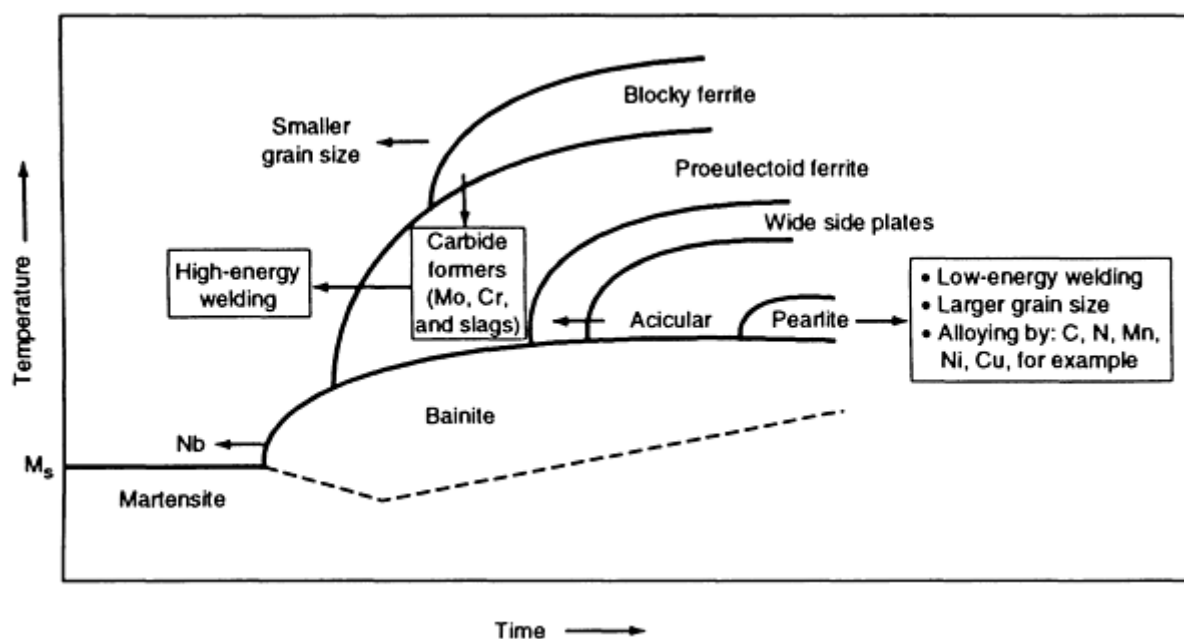 Blocky ferrite
Smaller
grain size
Proeutectoid ferrite
Wide side plates
High-energy
welding
Carbide
formers
(Mo, Cr,
and slags)
Acicular
Pearlite
• Low-energy welding
• Larger grain size
• Alloying by: C, N, Mn,
Ni, Cu, for example
Bainite
Nb
Ms
Martensite
Temperature
Time